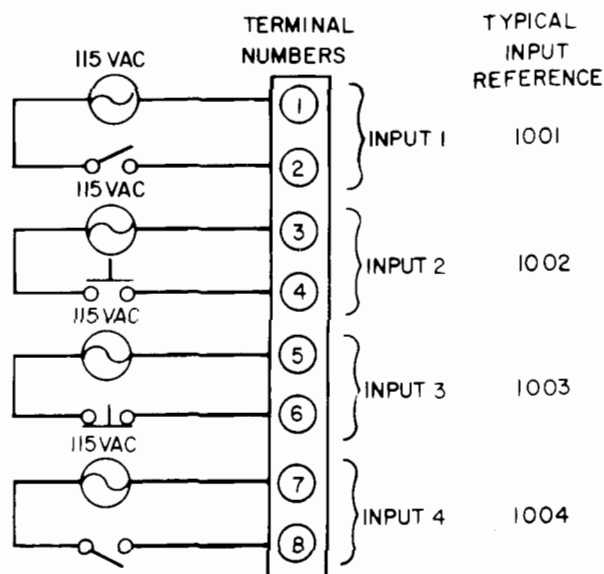 TERMINAL
NUMBERS
TYPICAL
INPUT
REFERENCE
115 VAC
1
2
INPUT 1
1001
115 VAC
3
4
INPUT 2
1002
115 VAC
5
6
INPUT 3
1003
115 VAC
7
8
INPUT 4
1004